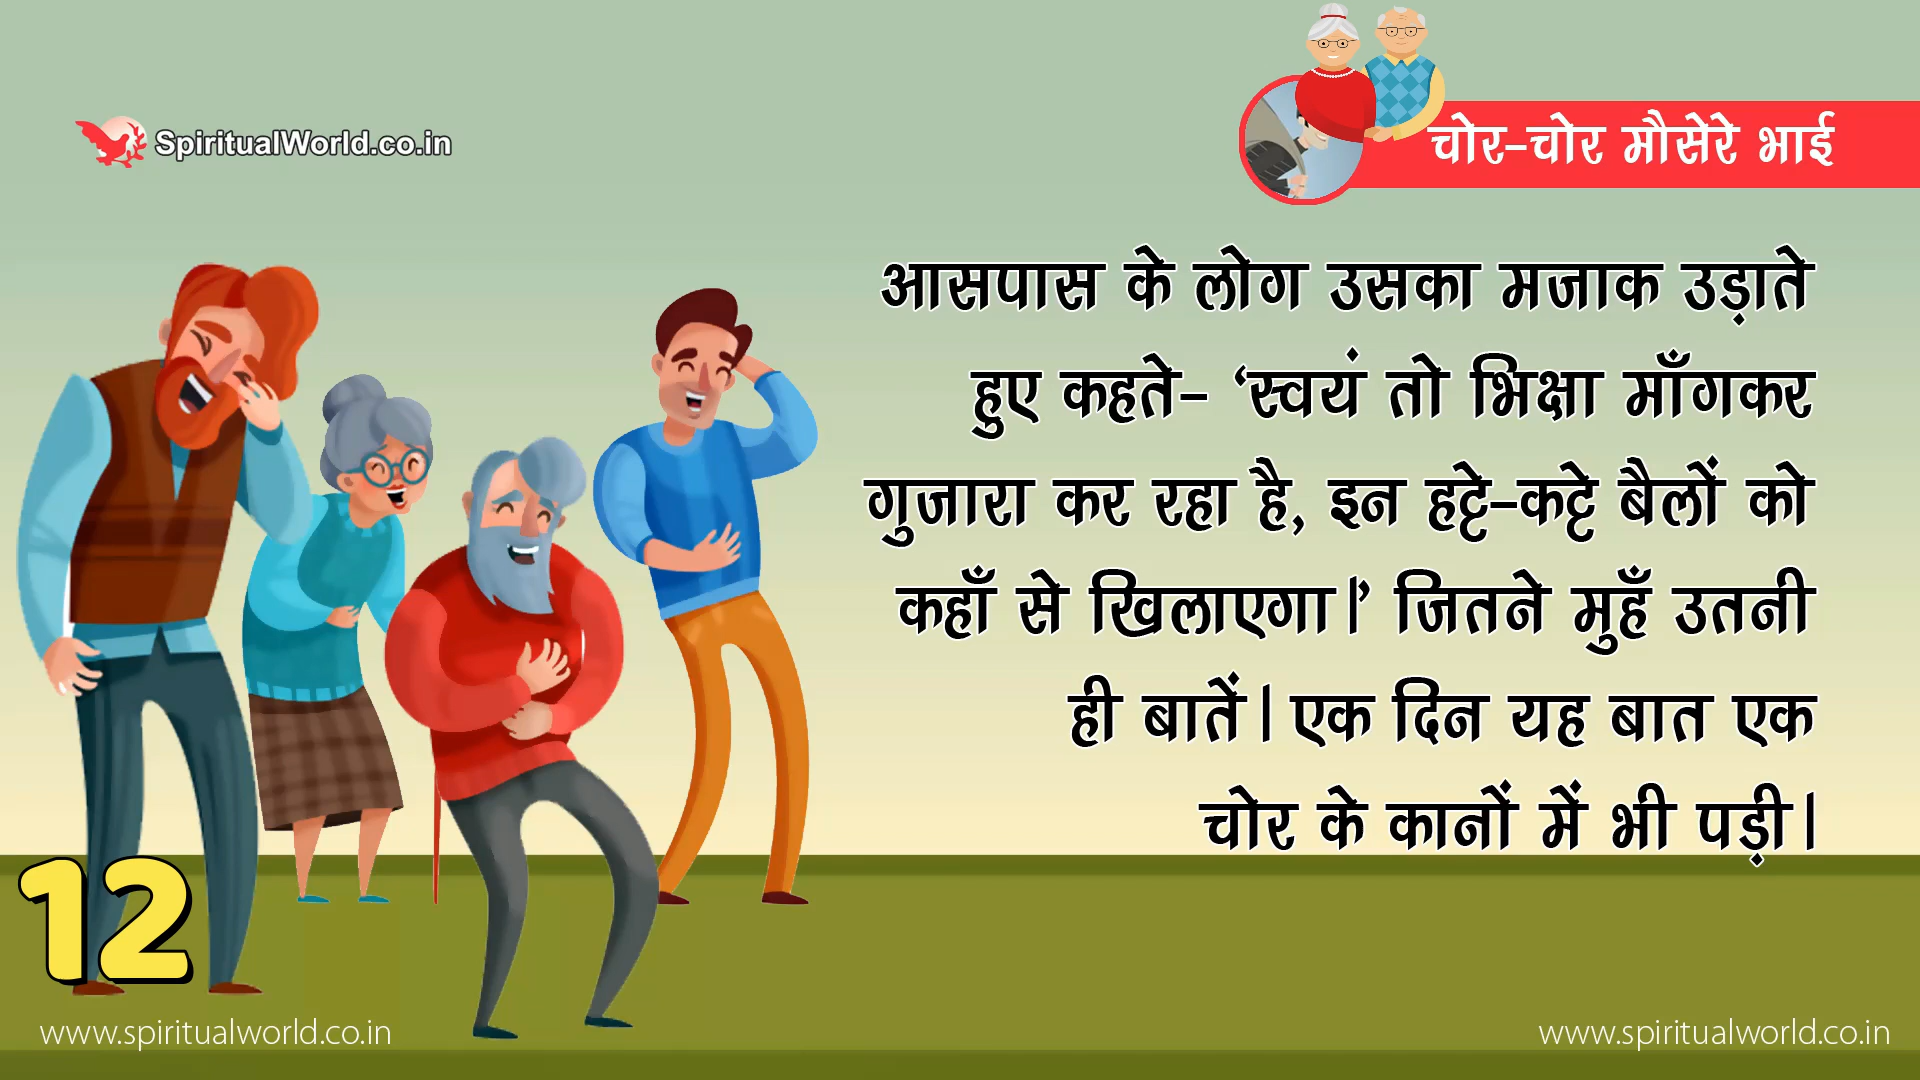 SpiritualWorld.co.in
चोर-चोर मौसेरे भाई
आसपास के लोग उसका मजाक उड़ाते
हुए कहते- ‘स्वयं तो भिक्षा माँगकर
गुजारा कर रहा है, इन हट्टे-कट्टे बैलों को
कहाँ से खिलाएगा।’ जितने मुहँ उतनी
ही बातें। एक दिन यह बात एक
चोर के कानों में भी पड़ी।
12
www.spiritualworld.co.in
www.spiritualworld.co.in